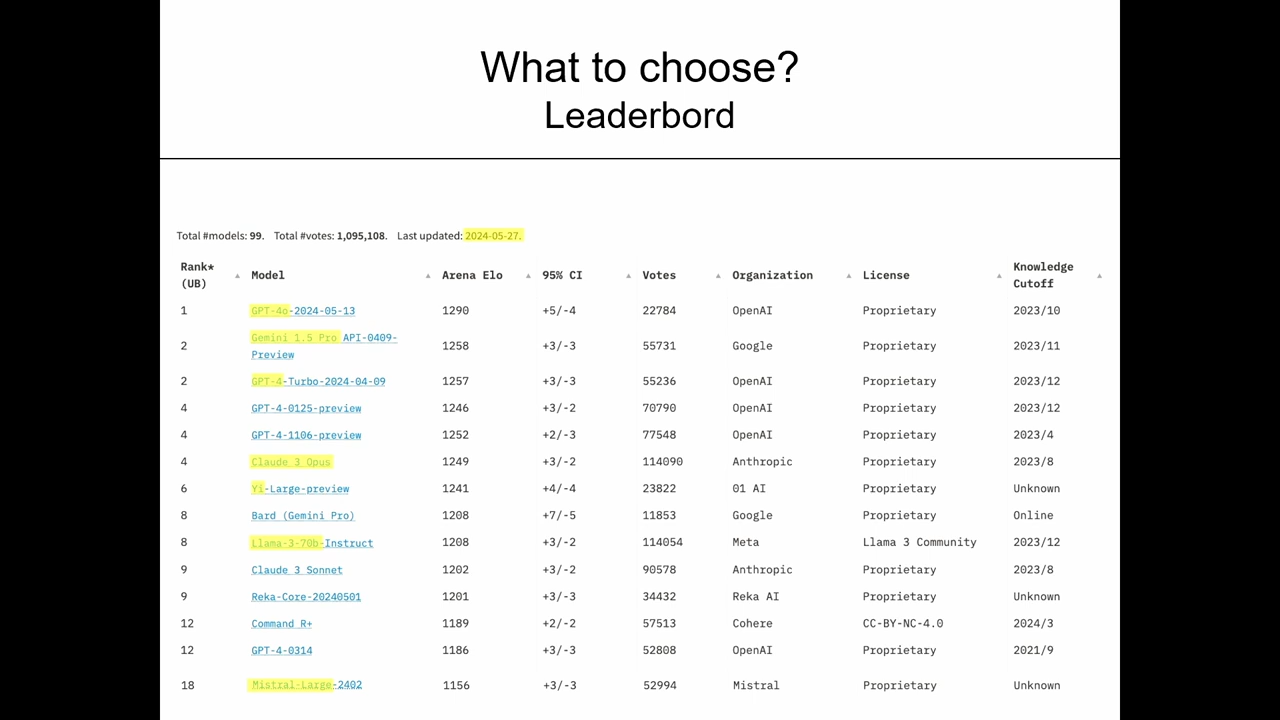 What to choose?
Leaderbord
Total #models: 99. Total #votes: 1,095,108. Last updated: 2024-05-27.
Rank* (UB) Model Arena Elo 95% CI Votes Organization License Knowledge Cutoff
1 GPT-4o-2024-05-13 1290 +5/-4 22784 OpenAI Proprietary 2023/10
2 Gemini 1.5 Pro API-0409-Preview 1258 +3/-3 55731 Google Proprietary 2023/11
2 GPT-4-Turbo-2024-04-09 1257 +3/-3 55236 OpenAI Proprietary 2023/12
4 GPT-4-0125-preview 1246 +3/-2 70790 OpenAI Proprietary 2023/12
4 GPT-4-1106-preview 1252 +2/-3 77548 OpenAI Proprietary 2023/4
4 Claude 3 Opus 1249 +3/-2 114090 Anthropic Proprietary 2023/8
6 Yi-Large-preview 1241 +4/-4 23822 01 AI Proprietary Unknown
8 Bard (Gemini Pro) 1208 +7/-5 11853 Google Proprietary Online
8 Llama-3-70b-Instruct 1208 +3/-2 114054 Meta Llama 3 Community 2023/12
9 Claude 3 Sonnet 1202 +3/-2 90578 Anthropic Proprietary 2023/8
9 Reka-Core-20240501 1201 +3/-3 34432 Reka AI Proprietary Unknown
12 Command R+ 1189 +2/-2 57513 Cohere CC-BY-NC-4.0 2024/3
12 GPT-4-0314 1186 +3/-3 52808 OpenAI Proprietary 2021/9
18 Mistral-Large-2402 1156 +3/-3 52994 Mistral Proprietary Unknown